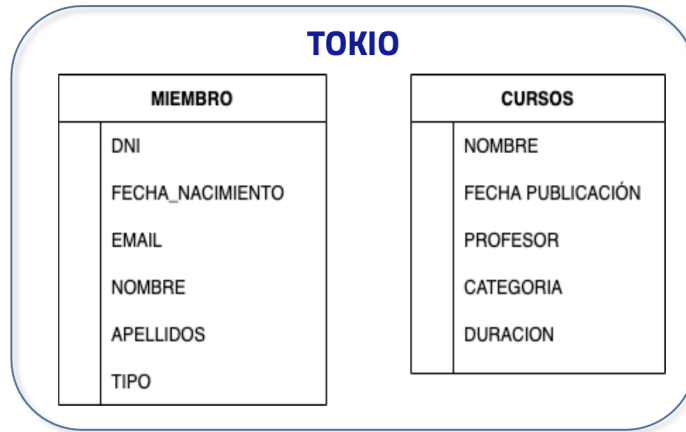 TOKIO
MIEMBRO
DNI
FECHA_NACIMIENTO
EMAIL
NOMBRE
APELLIDOS
TIPO
CURSOS
NOMBRE
FECHA PUBLICACIÓN
PROFESOR
CATEGORIA
DURACION